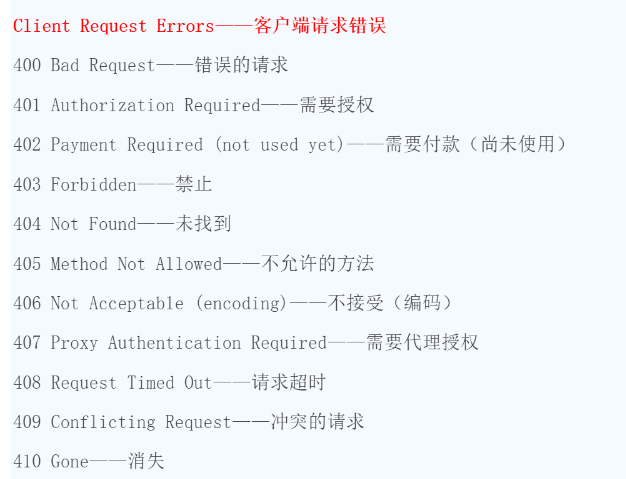 Client Request Errors——客户端请求错误
400 Bad Request——错误的请求
401 Authorization Required——需要授权
402 Payment Required (not used yet)——需要付款（尚未使用）
403 Forbidden——禁止
404 Not Found——未找到
405 Method Not Allowed——不允许的方法
406 Not Acceptable (encoding)——不接受（编码）
407 Proxy Authentication Required——需要代理授权
408 Request Timed Out——请求超时
409 Conflicting Request——冲突的请求
410 Gone——消失